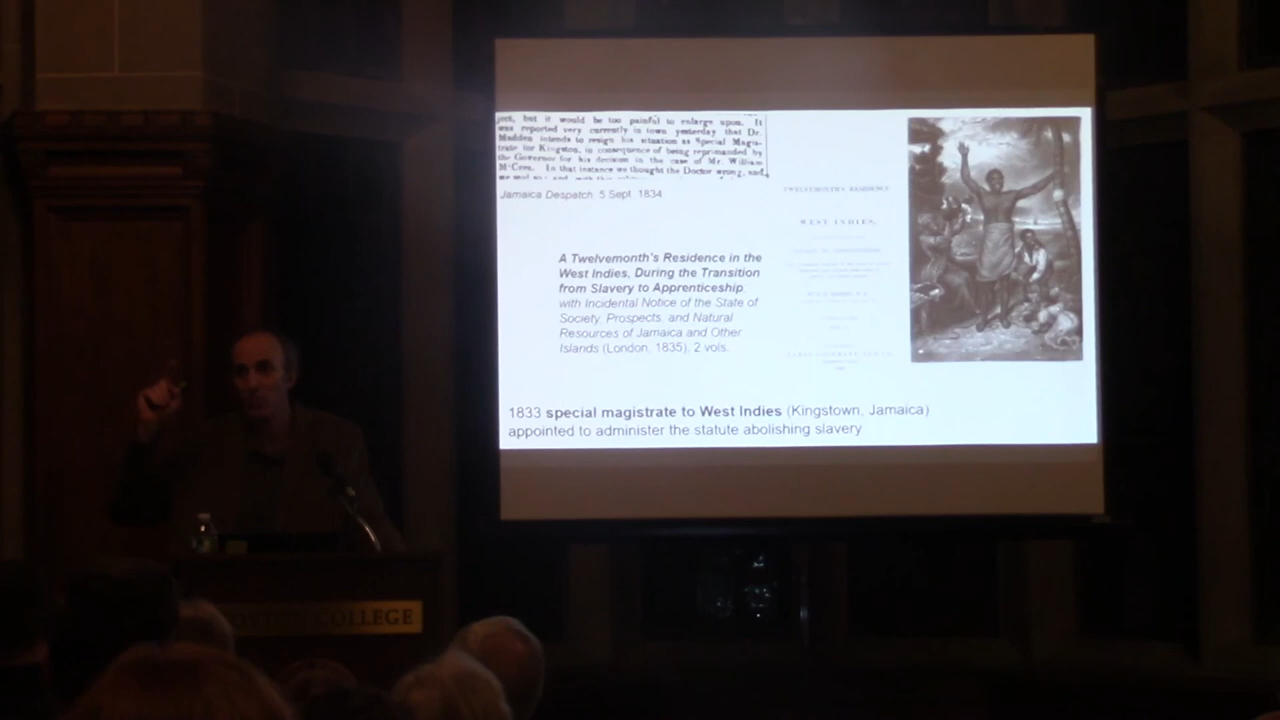 ject, but it would be too painful to enlarge upon. It
was reported very currently in town yesterday that Dr.
Madden intends to resign his situation as Special Magis-
trate for Kingston, in consequence of being reprimanded by
the Governor for his decision in the case of Mr. William
M'Crea. In that instance we thought the Doctor wrong, and
Jamaica Despatch 5 Sept. 1834
A Twelvemonth's Residence in the
West Indies, During the Transition
from Slavery to Apprenticeship
with Incidental Notice of the State of
Society, Prospects, and Natural
Resources of Jamaica and Other
Islands (London, 1835), 2 vols.
TWELVEMONTH'S RESIDENCE
WEST INDIES,
1833 special magistrate to West Indies (Kingstown, Jamaica)
appointed to administer the statute abolishing slavery
BOSTON COLLEGE